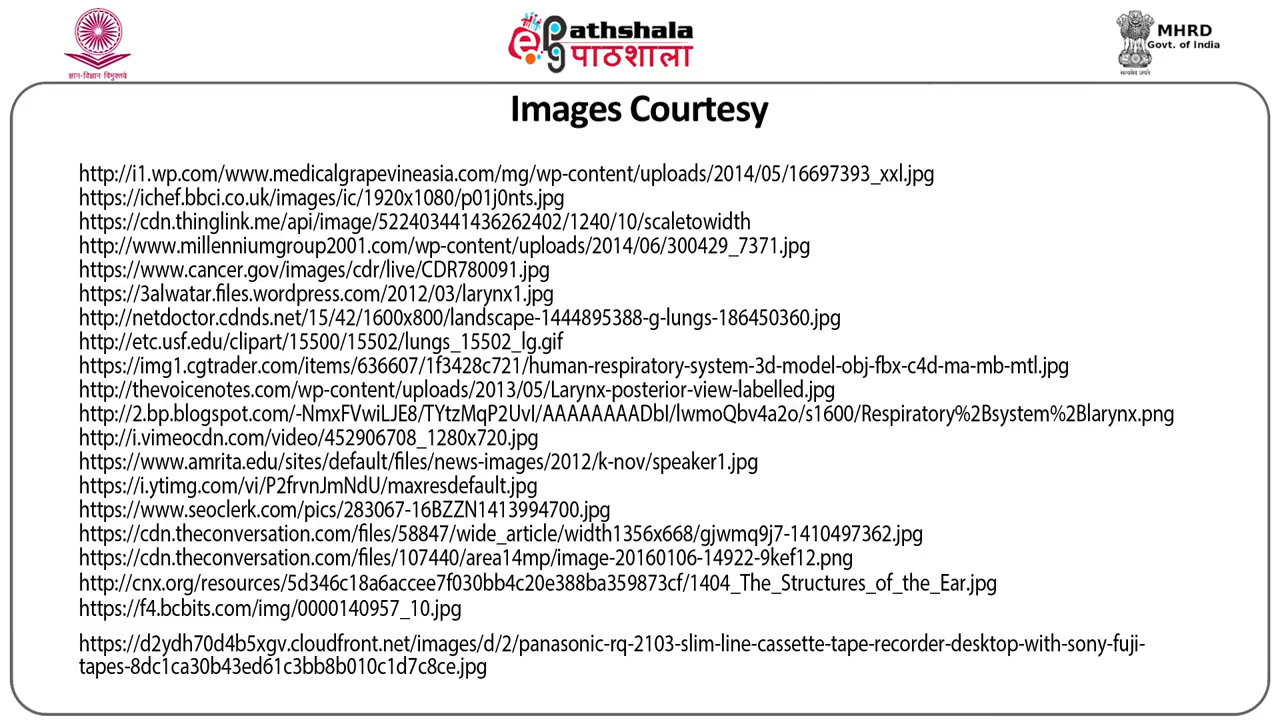 ज्ञान-विज्ञान विमुक्तये
ePG Pathshala
पाठशाला
MHRD
Govt. of India
सत्यमेव जयते
Images Courtesy
http://i1.wp.com/www.medicalgrapevineasia.com/mg/wp-content/uploads/2014/05/16697393_xxl.jpg
https://ichef.bbci.co.uk/images/ic/1920x1080/p01j0nts.jpg
https://cdn.thinglink.me/api/image/522403441436262402/1240/10/scaletowidth
http://www.millenniumgroup2001.com/wp-content/uploads/2014/06/300429_7371.jpg
https://www.cancer.gov/images/cdr/live/CDR780091.jpg
https://3alwatar.files.wordpress.com/2012/03/larynx1.jpg
http://netdoctor.cdnds.net/15/42/1600x800/landscape-1444895388-g-lungs-186450360.jpg
http://etc.usf.edu/clipart/15500/15502/lungs_15502_lg.gif
https://img1.cgtrader.com/items/636607/1f3428c721/human-respiratory-system-3d-model-obj-fbx-c4d-ma-mb-mtl.jpg
http://thevoicenotes.com/wp-content/uploads/2013/05/Larynx-posterior-view-labelled.jpg
http://2.bp.blogspot.com/-NmxFVwiLJE8/TYtzMqP2UvI/AAAAAAAADbI/lwmoQbv4a2o/s1600/Respiratory%2Bsystem%2Blarynx.png
http://i.vimeocdn.com/video/452906708_1280x720.jpg
https://www.amrita.edu/sites/default/files/news-images/2012/k-nov/speaker1.jpg
https://i.ytimg.com/vi/P2frvnJmNdU/maxresdefault.jpg
https://www.seoclerk.com/pics/283067-16BZZN1413994700.jpg
https://cdn.theconversation.com/files/58847/wide_article/width1356x668/gjwmq9j7-1410497362.jpg
https://cdn.theconversation.com/files/107440/area14mp/image-20160106-14922-9kef12.png
http://cnx.org/resources/5d346c18a6accee7f030bb4c20e388ba359873cf/1404_The_Structures_of_the_Ear.jpg
https://f4.bcbits.com/img/0000140957_10.jpg
https://d2ydh70d4b5xgv.cloudfront.net/images/d/2/panasonic-rq-2103-slim-line-cassette-tape-recorder-desktop-with-sony-fuji-
tapes-8dc1ca30b43ed61c3bb8b010c1d7c8ce.jpg